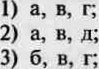 1) а, в, г;
2) а, в, д;
3) б, в, г;